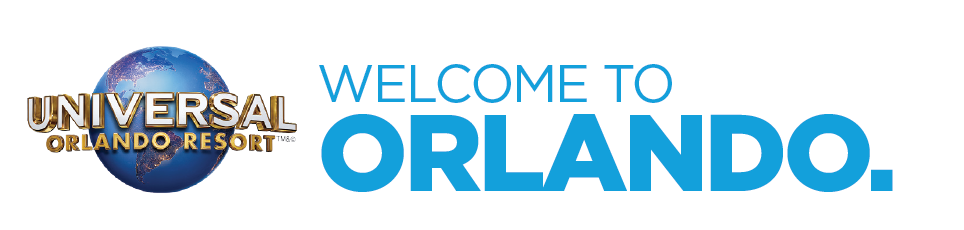 UNIVERSAL
ORLANDO RESORT TM&©
WELCOME TO
ORLANDO.